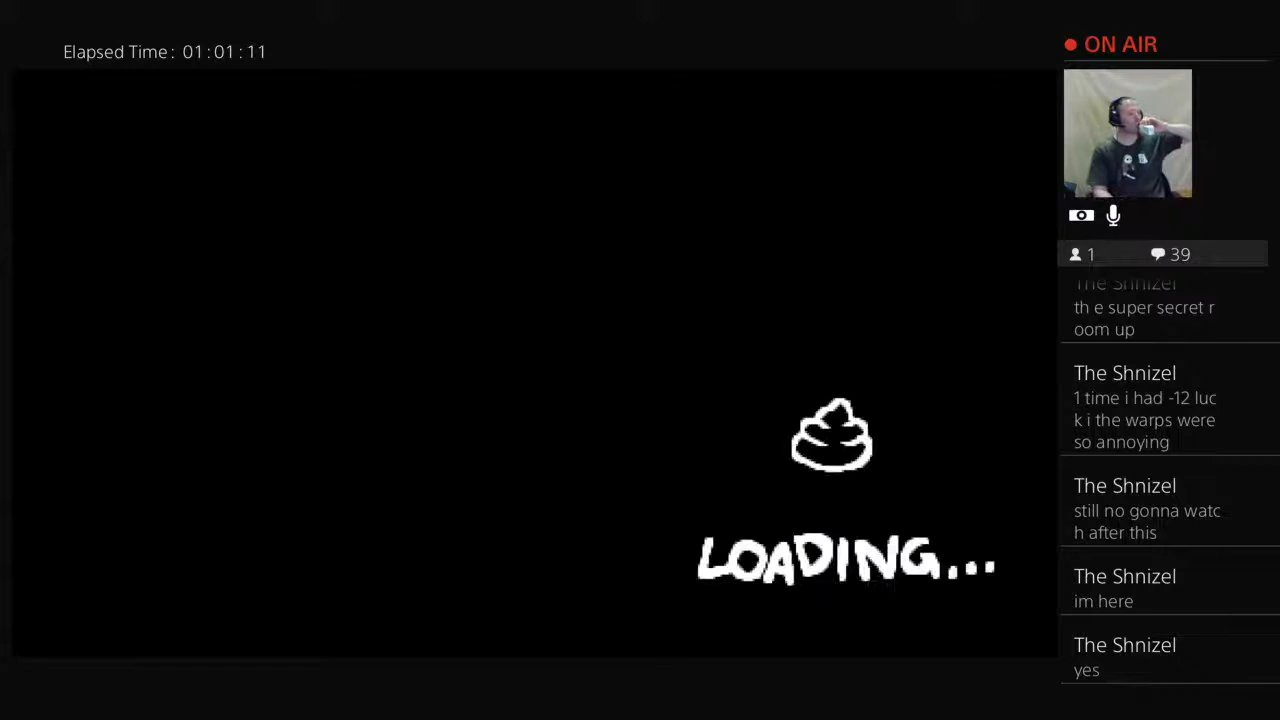 Elapsed Time: 01:01:11
ON AIR
1 39
The Shnizel
th e super secret r
oom up
The Shnizel
1 time i had -12 luc
k i the warps were
so annoying
The Shnizel
still no gonna watc
h after this
The Shnizel
im here
The Shnizel
yes
LOADING...